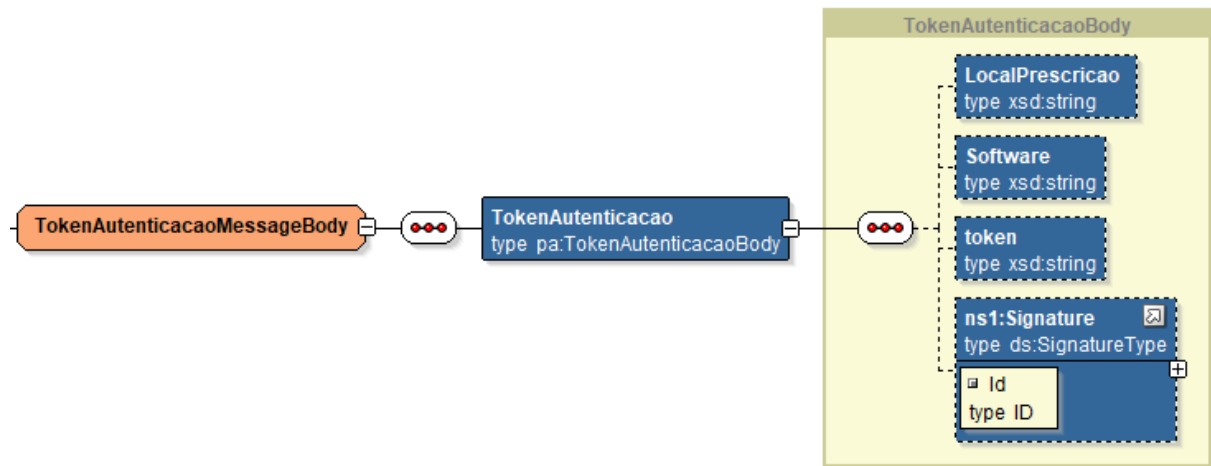 TokenAutenticacaoBody
LocalPrescricao
type xsd:string
Software
type xsd:string
TokenAutenticacaoMessageBody
TokenAutenticacao
type pa:TokenAutenticacaoBody
token
type xsd:string
ns1:Signature
type ds:SignatureType
Id
type ID